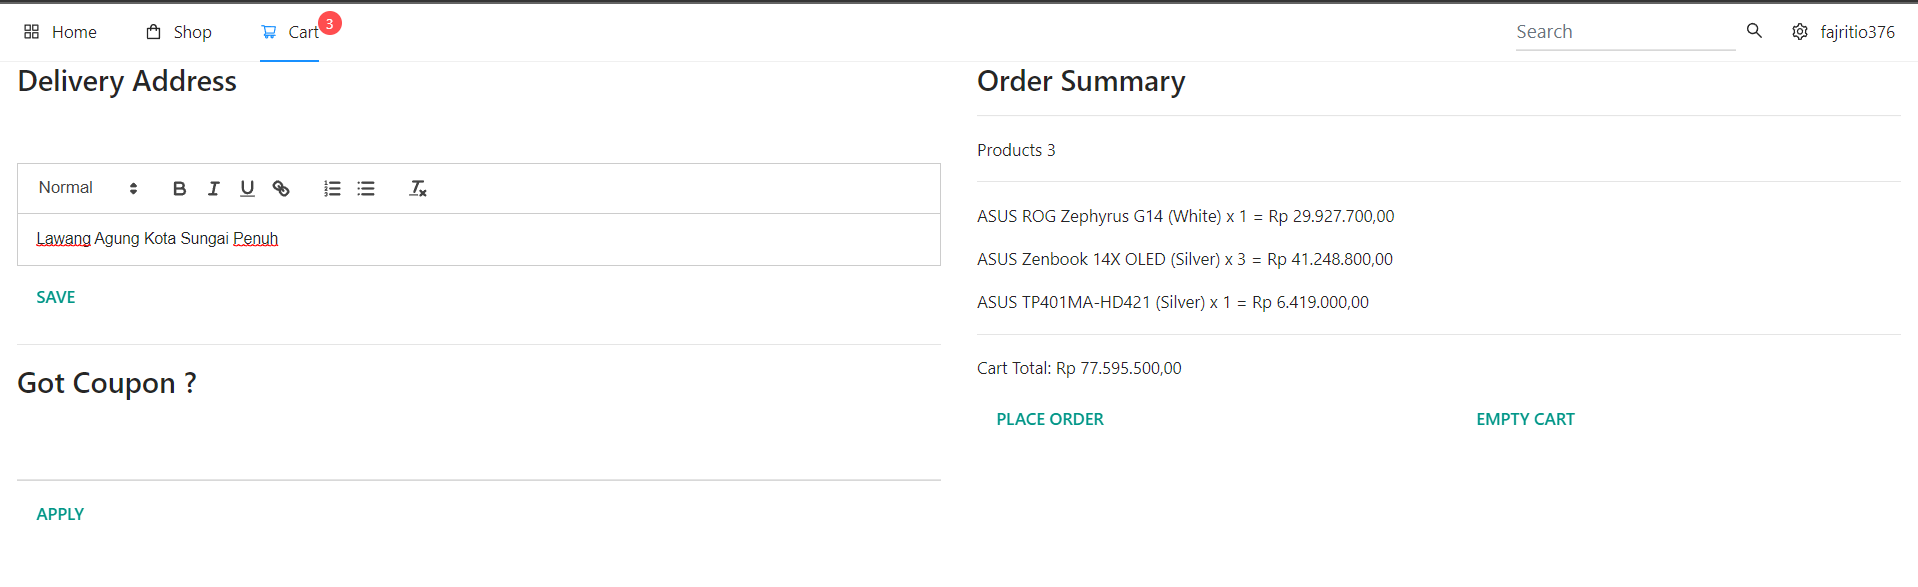 Home Shop Cart 3 Search fajritio376
Delivery Address
Normal B I U
Lawang Agung Kota Sungai Penuh
SAVE
Got Coupon ?
APPLY
Order Summary
Products 3
ASUS ROG Zephyrus G14 (White) x 1 = Rp 29.927.700,00
ASUS Zenbook 14X OLED (Silver) x 3 = Rp 41.248.800,00
ASUS TP401MA-HD421 (Silver) x 1 = Rp 6.419.000,00
Cart Total: Rp 77.595.500,00
PLACE ORDER EMPTY CART